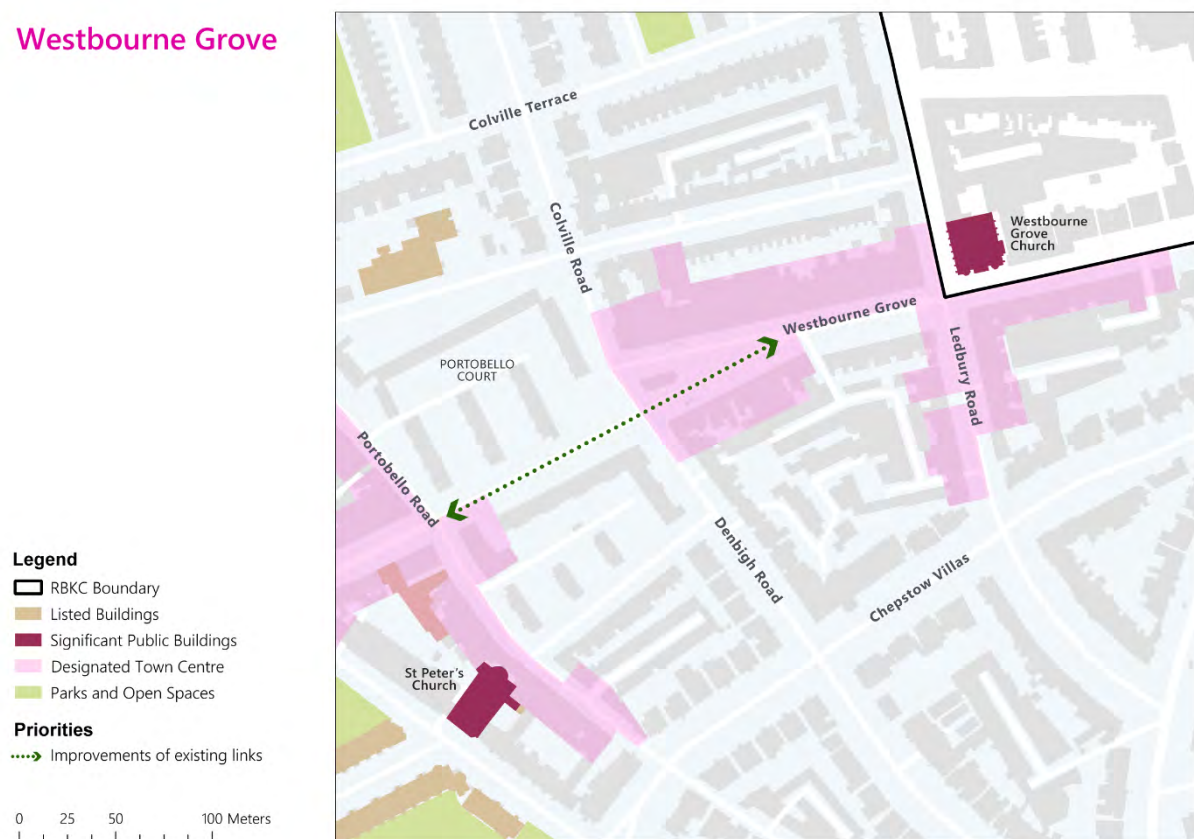 Westbourne Grove
Colville Terrace
Colville Road
Westbourne
Grove
Church
Westbourne Grove
Ledbury Road
PORTOBELLO
COURT
Portobello Road
Denbigh Road
Chepstow Villas
St Peter's
Church
Legend
RBKC Boundary
Listed Buildings
Significant Public Buildings
Designated Town Centre
Parks and Open Spaces
Priorities
Improvements of existing links
0 25 50 100 Meters